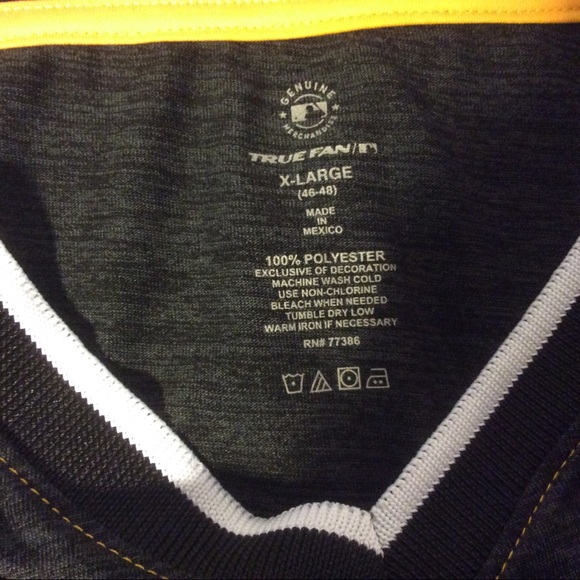 GENUINE
MERCHANDISE
TRUE FAN/
X-LARGE
(46-48)
MADE
IN
MEXICO
100% POLYESTER
EXCLUSIVE OF DECORATION
MACHINE WASH COLD
USE NON-CHLORINE
BLEACH WHEN NEEDED
TUMBLE DRY LOW
WARM IRON IF NECESSARY
RN# 77386